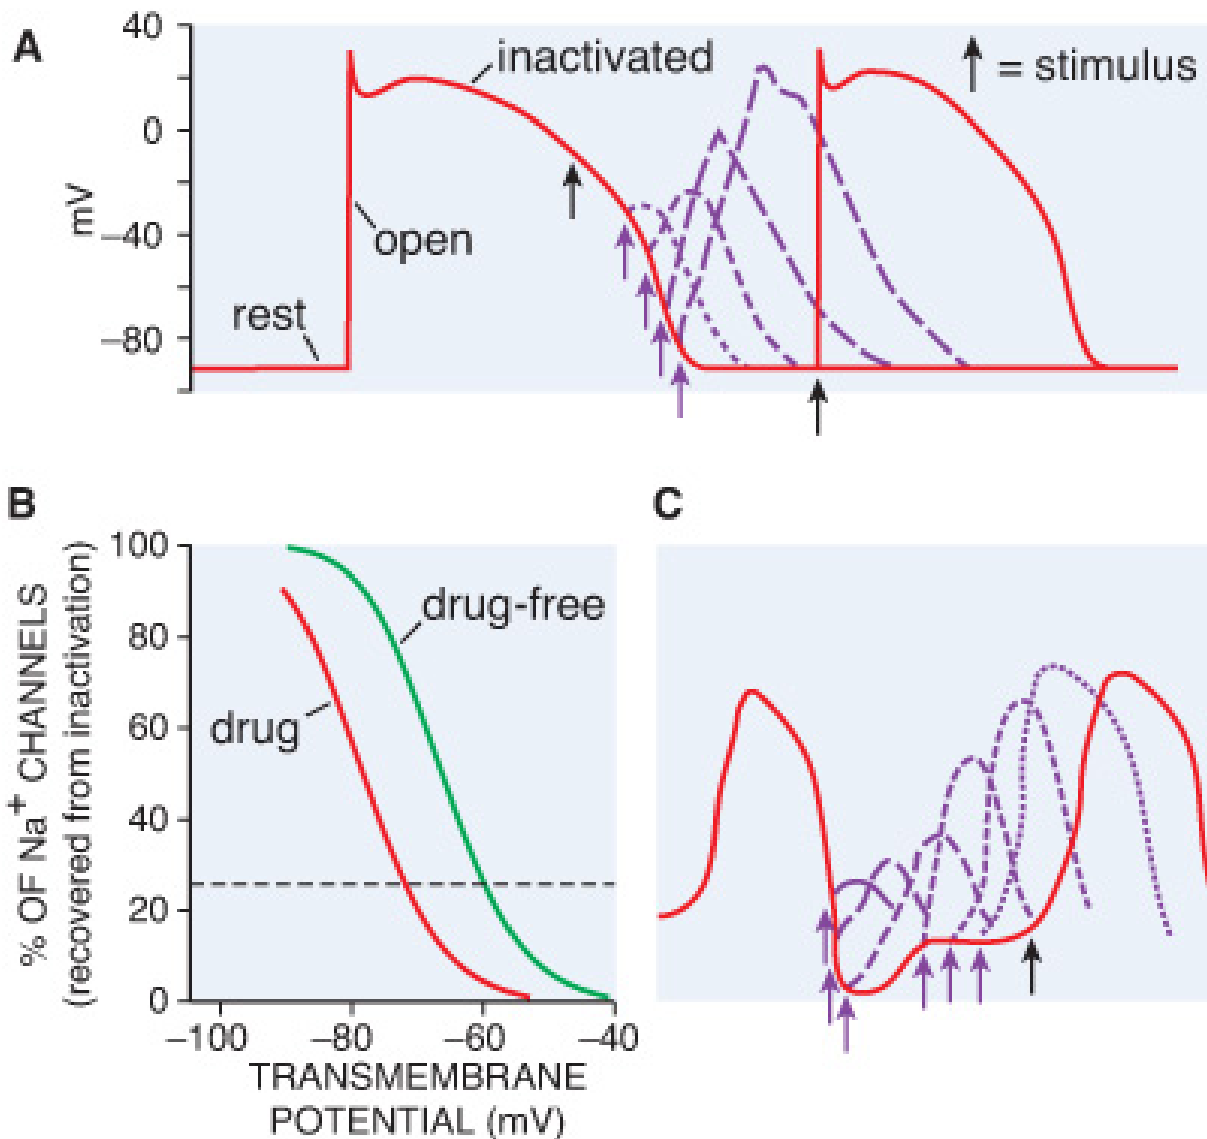 A
40
0
–40
–80
mV
inactivated
open
rest
↑ = stimulus
B
100
80
60
40
20
0
% OF Na+ CHANNELS
(recovered from inactivation)
drug-free
drug
–100 –80 –60 –40
TRANSMEMBRANE
POTENTIAL (mV)
C